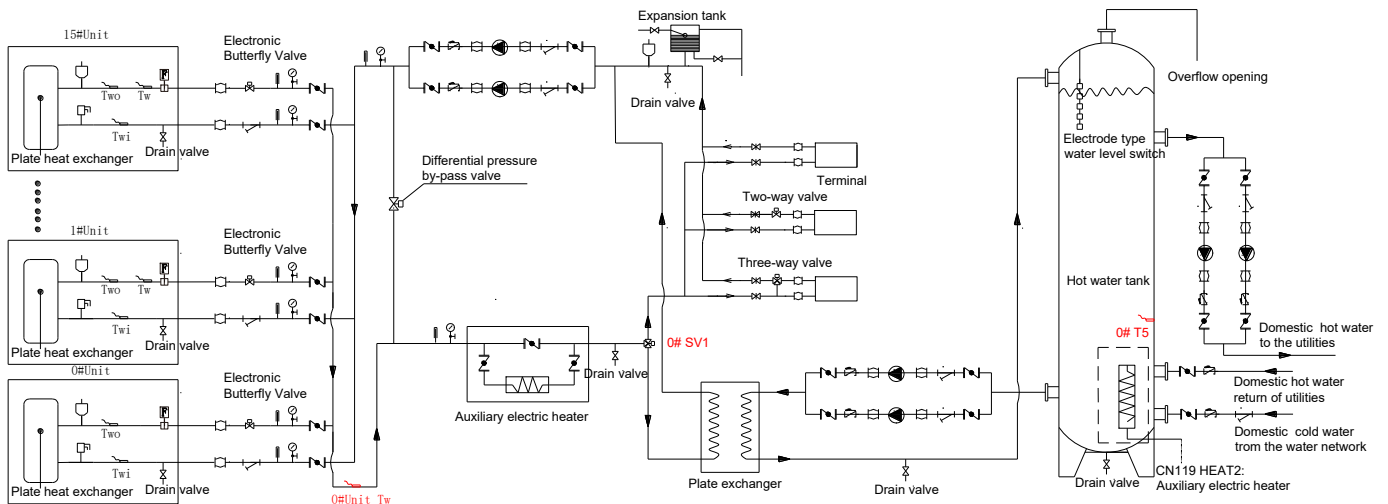 15#Unit
Two
Tw
Twi
Plate heat exchanger
Drain valve
Electronic
Butterfly Valve
1#Unit
Two
Tw
Twi
Plate heat exchanger
Drain valve
Electronic
Butterfly Valve
0#Unit
Two
Tw
Twi
Plate heat exchanger
Drain valve
Electronic
Butterfly Valve
0#Unit Tw
Differential pressure
by-pass valve
Auxiliary electric heater
Drain valve
Expansion tank
Drain valve
Terminal
Two-way valve
Three-way valve
0# SV1
Plate exchanger
Drain valve
Overflow opening
Electrode type
water level switch
Hot water tank
0# T5
Domestic hot water
to the utilities
Domestic hot water
return of utilities
Domestic cold water
trom the water network
CN119 HEAT2:
Auxiliary electric heater
Drain valve